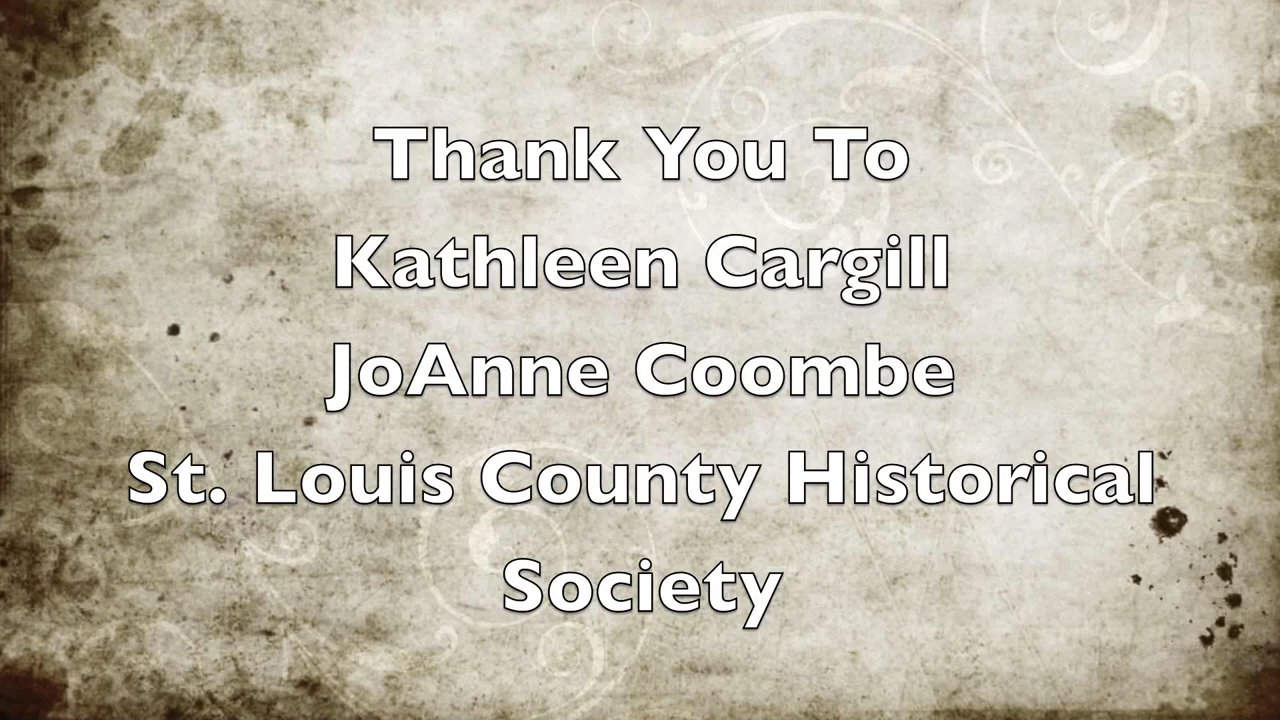 Thank You To
Kathleen Cargill
JoAnne Coombe
St. Louis County Historical
Society